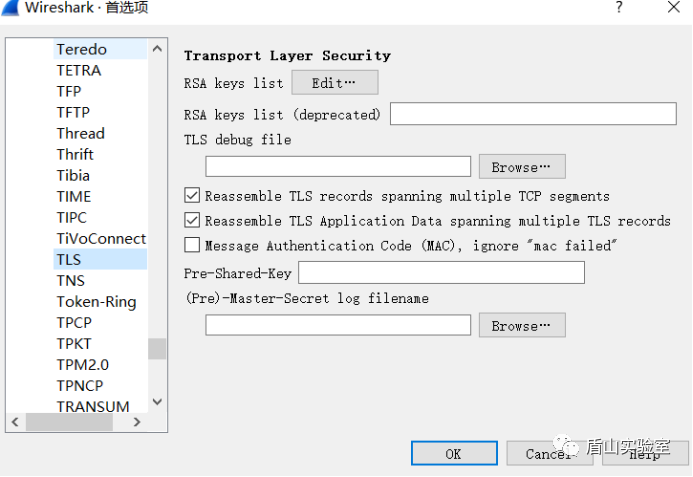 Wireshark · 首选项
?
Teredo
TETRA
TFP
TFTP
Thread
Thrift
Tibia
TIME
TIPC
TiVoConnect
TLS
TNS
Token-Ring
TPCP
TPKT
TPM2.0
TPNCP
TRANSUM
Transport Layer Security
RSA keys list Edit…
RSA keys list (deprecated)
TLS debug file
Browse…
Reassemble TLS records spanning multiple TCP segments
Reassemble TLS Application Data spanning multiple TLS records
Message Authentication Code (MAC), ignore "mac failed"
Pre-Shared-Key
(Pre)-Master-Secret log filename
Browse…
OK Cancel Help
盾山实验室